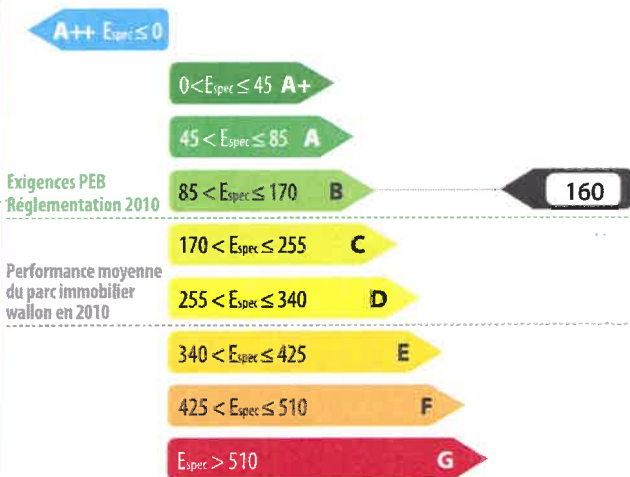 A++ Espec ≤ 0
0 < Espec ≤ 45 A+
45 < Espec ≤ 85 A
Exigences PEB
Réglementation 2010
85 < Espec ≤ 170 B
160
170 < Espec ≤ 255 C
Performance moyenne
du parc immobilier
wallon en 2010
255 < Espec ≤ 340 D
340 < Espec ≤ 425 E
425 < Espec ≤ 510 F
Espec > 510 G